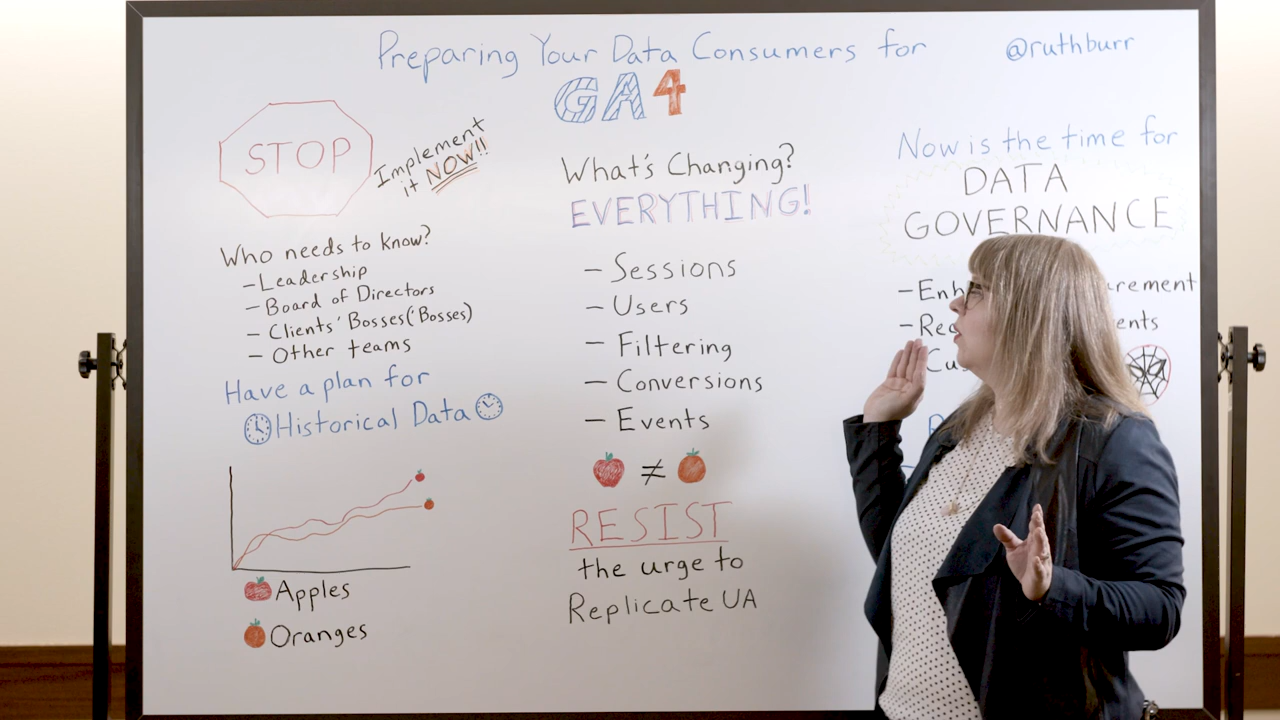 Preparing Your Data Consumers for
GA4
@ruthburr
STOP
Implement
it NOW!!
Who needs to know?
- Leadership
- Board of Directors
- Clients' Bosses('Bosses)
- Other teams
Have a plan for
Historical Data
Apples
Oranges
What's Changing?
EVERYTHING!
- Sessions
- Users
- Filtering
- Conversions
- Events
≠
RESIST
the urge to
Replicate UA
Now is the time for
DATA
GOVERNANCE